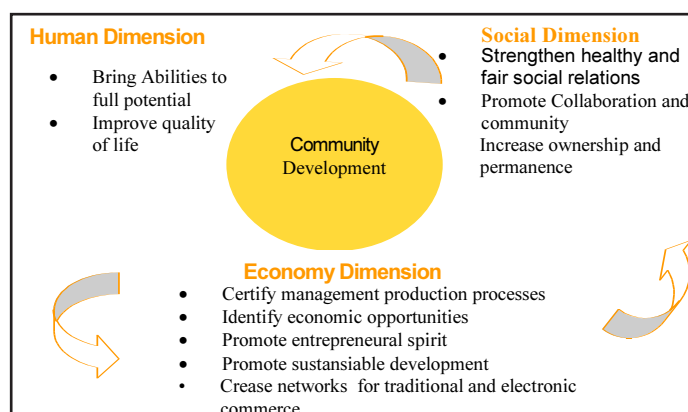 Human Dimension
• Bring Abilities to
full potential
• Improve quality
of life
Social Dimension
• Strengthen healthy and
fair social relations
• Promote Collaboration and
community
Increase ownership and
permanence
Community
Development
Economy Dimension
• Certify management production processes
• Identify economic opportunities
• Promote entrepreneural spirit
• Promote sustansiable development
• Crease networks for traditional and electronic
commerce